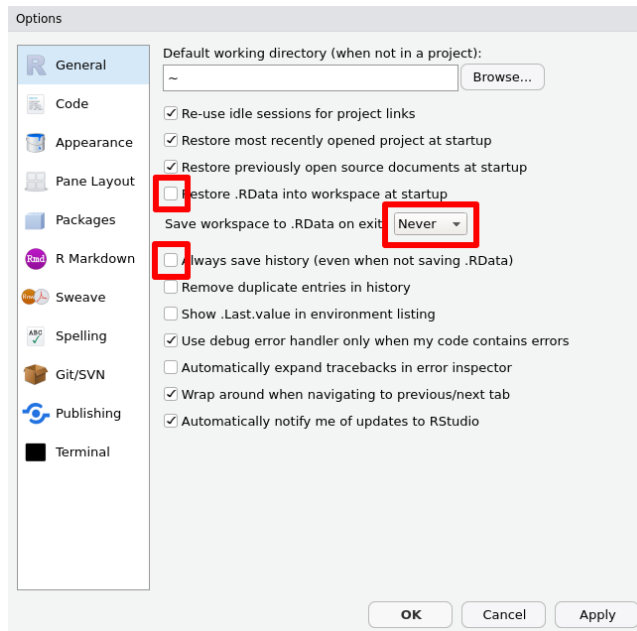 Options
General
Code
Appearance
Pane Layout
Packages
Rmd R Markdown
Sweave
ABC Spelling
Git/SVN
Publishing
Terminal
Default working directory (when not in a project):
~ Browse...
Re-use idle sessions for project links
Restore most recently opened project at startup
Restore previously open source documents at startup
Restore .RData into workspace at startup
Save workspace to .RData on exit Never
Always save history (even when not saving .RData)
Remove duplicate entries in history
Show .Last.value in environment listing
Use debug error handler only when my code contains errors
Automatically expand tracebacks in error inspector
Wrap around when navigating to previous/next tab
Automatically notify me of updates to RStudio
OK Cancel Apply